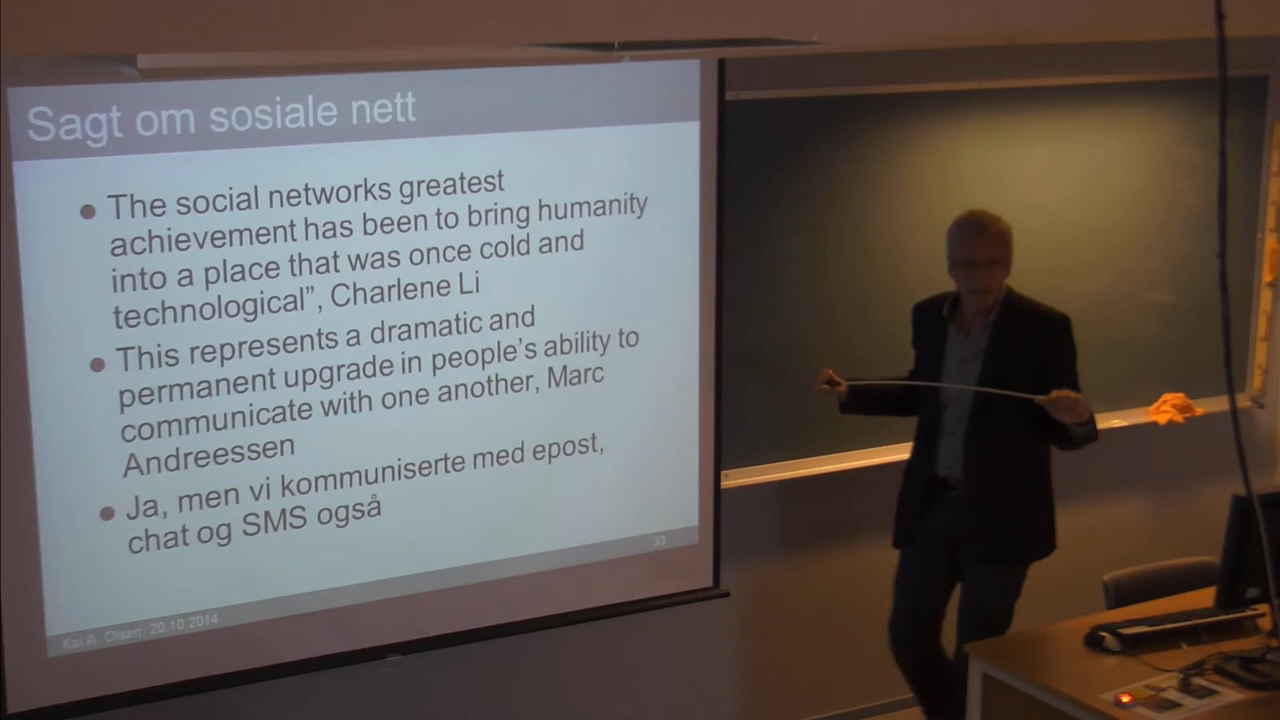 Sagt om sosiale nett
The social networks greatest
achievement has been to bring humanity
into a place that was once cold and
technological”, Charlene Li
This represents a dramatic and
permanent upgrade in people’s ability to
communicate with one another, Marc
Andreessen
Ja, men vi kommuniserte med epost,
chat og SMS også
33
Kai A. Olsen, 20.10.2014